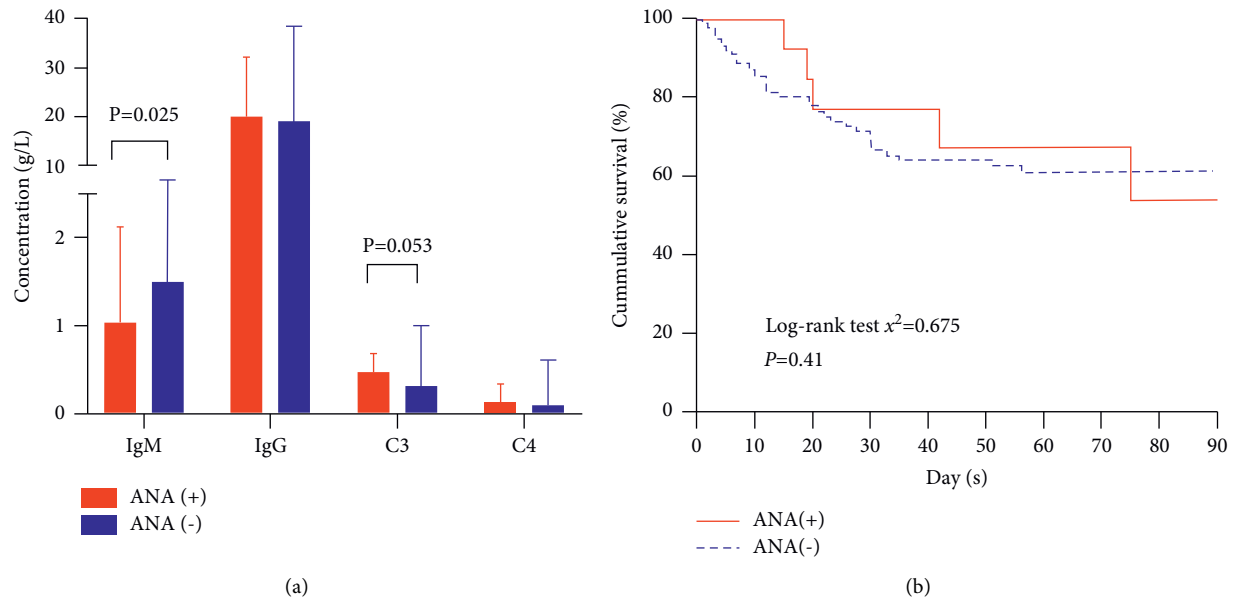 Concentration (g/L)
40
30
20
10
2
1
0
P=0.025
P=0.053
IgM
IgG
C3
C4
ANA (+)
ANA (-)
(a)
Cummulative survival (%)
100
80
60
40
20
0
Log-rank test x²=0.675
P=0.41
0 10 20 30 40 50 60 70 80 90
Day (s)
ANA(+)
ANA(-)
(b)